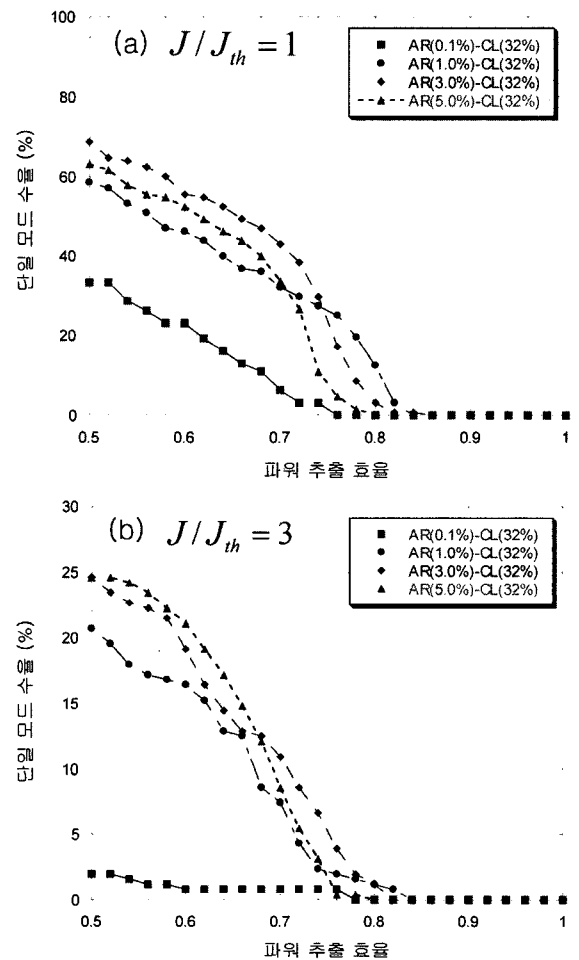 (a) J/J_th = 1
AR(0.1%)-CL(32%)
AR(1.0%)-CL(32%)
AR(3.0%)-CL(32%)
AR(5.0%)-CL(32%)
단일 모드 수율 (%)
100
80
60
40
20
0
0.5 0.6 0.7 0.8 0.9 1
파워 추출 효율
(b) J/J_th = 3
AR(0.1%)-CL(32%)
AR(1.0%)-CL(32%)
AR(3.0%)-CL(32%)
AR(5.0%)-CL(32%)
단일 모드 수율 (%)
30
25
20
15
10
5
0
0.5 0.6 0.7 0.8 0.9 1
파워 추출 효율